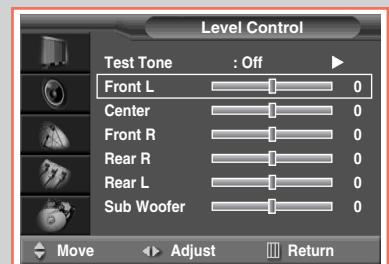 Level Control
Test Tone : Off
Front L 0
Center 0
Front R 0
Rear R 0
Rear L 0
Sub Woofer 0
Move Adjust Return